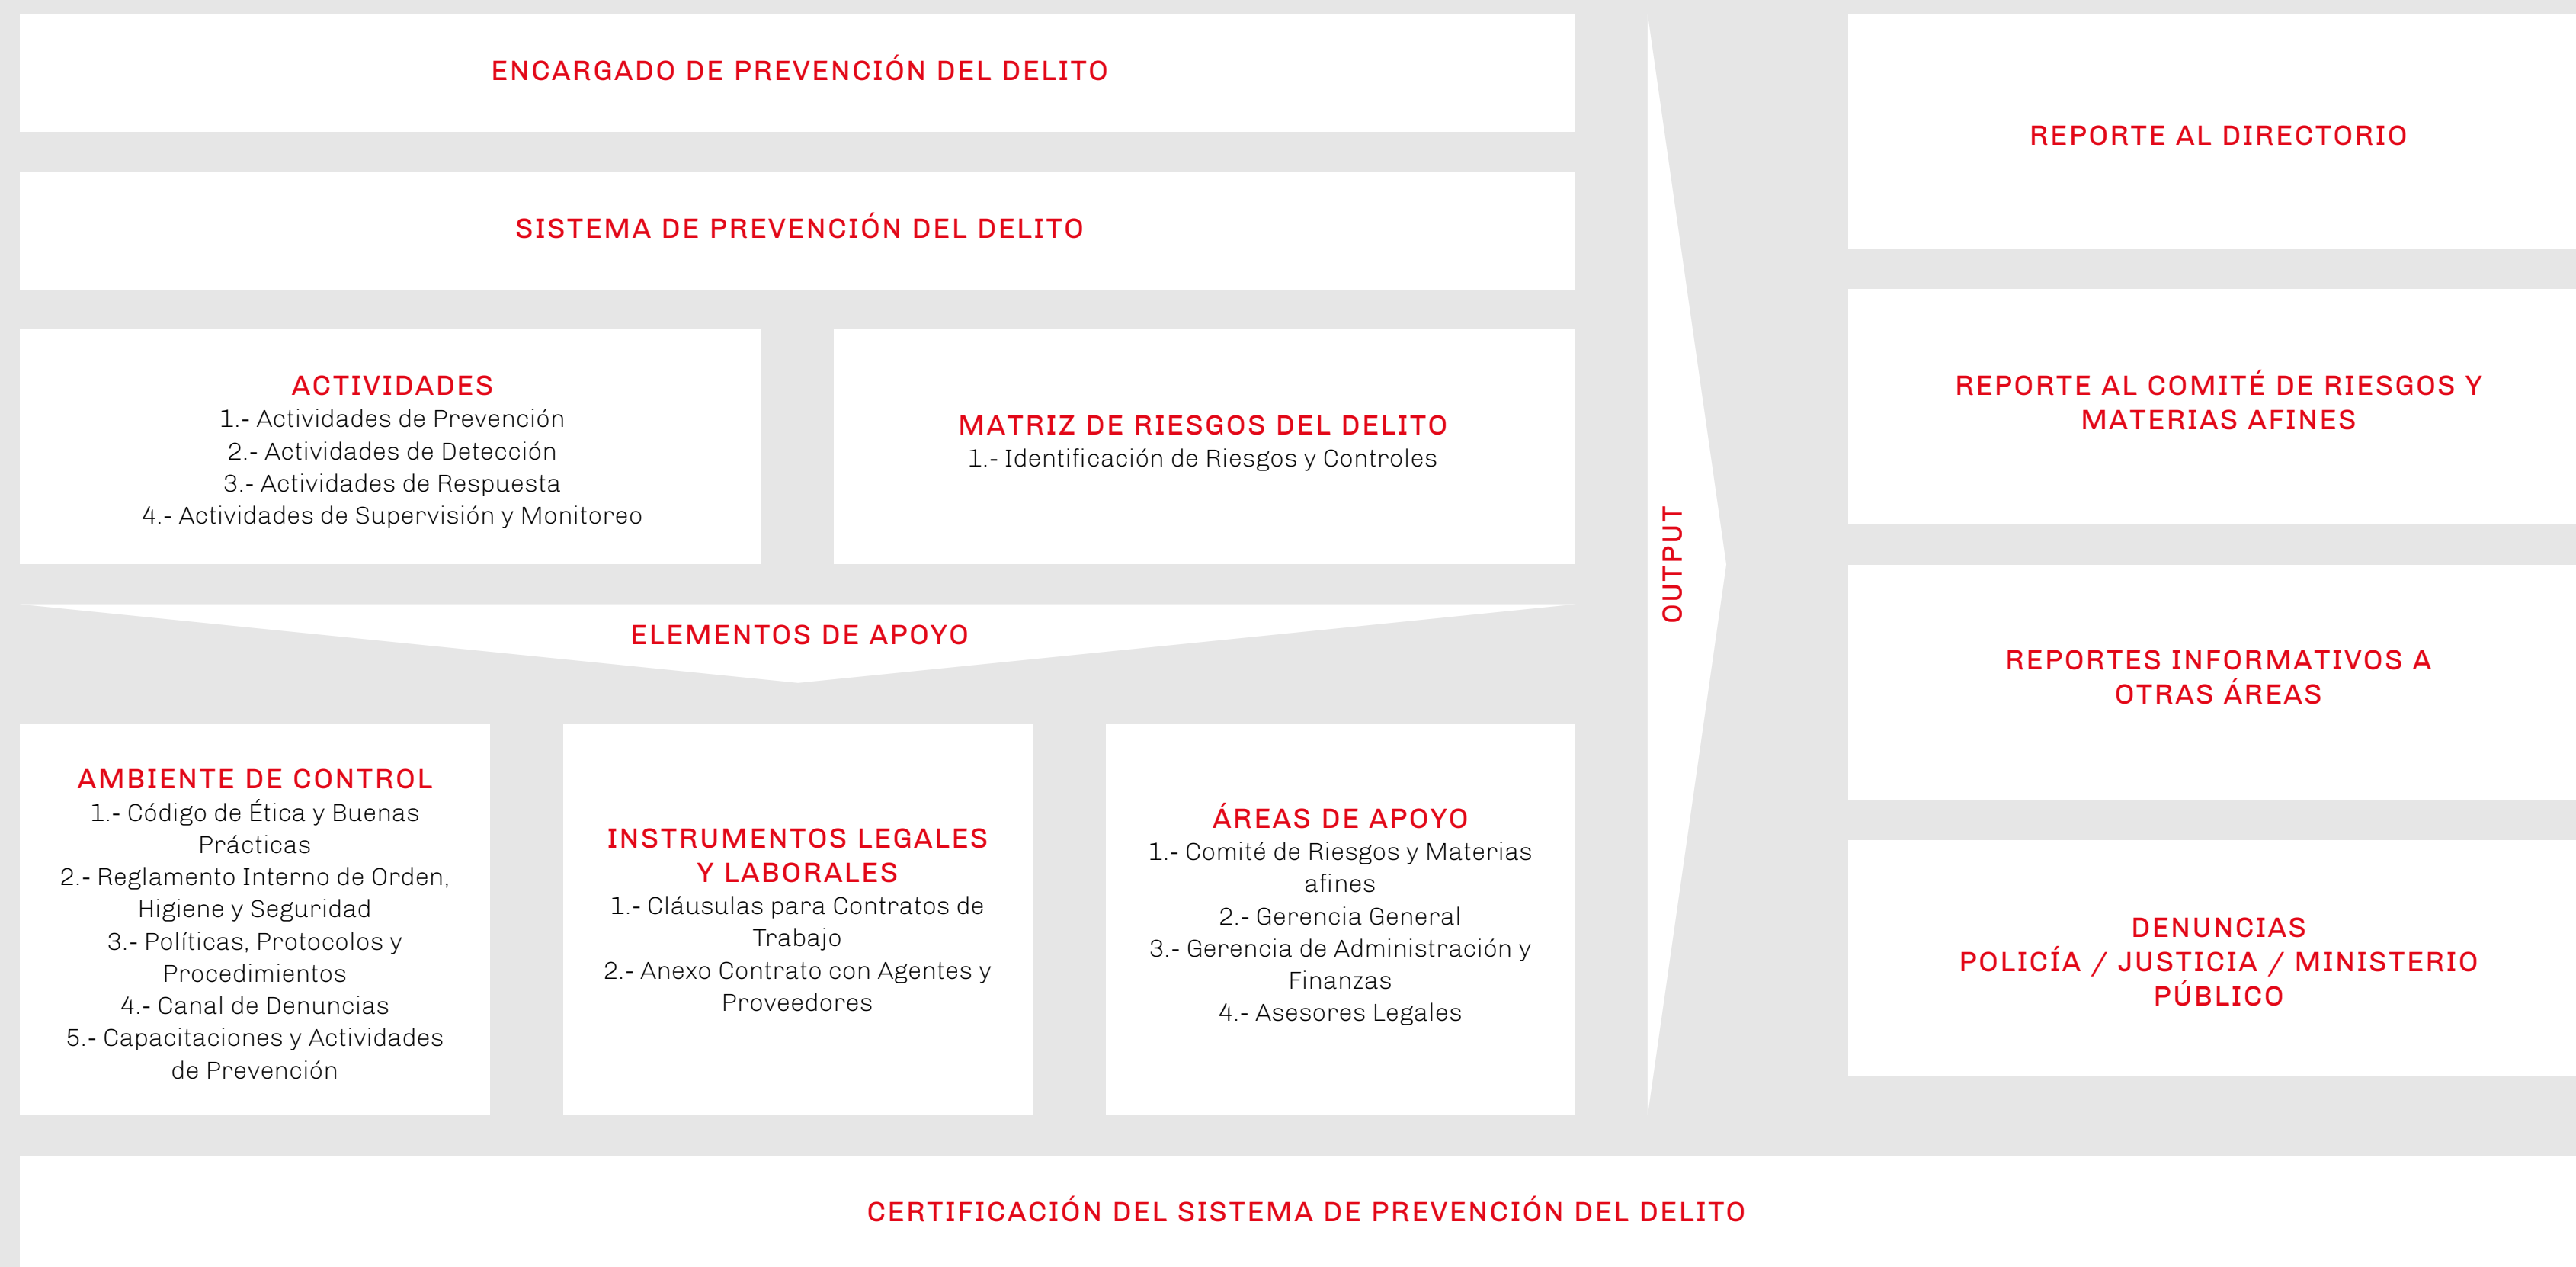 ENCARGADO DE PREVENCIÓN DEL DELITO
SISTEMA DE PREVENCIÓN DEL DELITO
ACTIVIDADES
1.- Actividades de Prevención
2.- Actividades de Detección
3.- Actividades de Respuesta
4.- Actividades de Supervisión y Monitoreo
MATRIZ DE RIESGOS DEL DELITO
1.- Identificación de Riesgos y Controles
ELEMENTOS DE APOYO
AMBIENTE DE CONTROL
1.- Código de Ética y Buenas
Prácticas
2.- Reglamento Interno de Orden,
Higiene y Seguridad
3.- Políticas, Protocolos y
Procedimientos
4.- Canal de Denuncias
5.- Capacitaciones y Actividades
de Prevención
INSTRUMENTOS LEGALES
Y LABORALES
1.- Cláusulas para Contratos de
Trabajo
2.- Anexo Contrato con Agentes y
Proveedores
ÁREAS DE APOYO
1.- Comité de Riesgos y Materias
afines
2.- Gerencia General
3.- Gerencia de Administración y
Finanzas
4.- Asesores Legales
OUTPUT
REPORTE AL DIRECTORIO
REPORTE AL COMITÉ DE RIESGOS Y
MATERIAS AFINES
REPORTES INFORMATIVOS A
OTRAS ÁREAS
DENUNCIAS
POLICÍA / JUSTICIA / MINISTERIO
PÚBLICO
CERTIFICACIÓN DEL SISTEMA DE PREVENCIÓN DEL DELITO